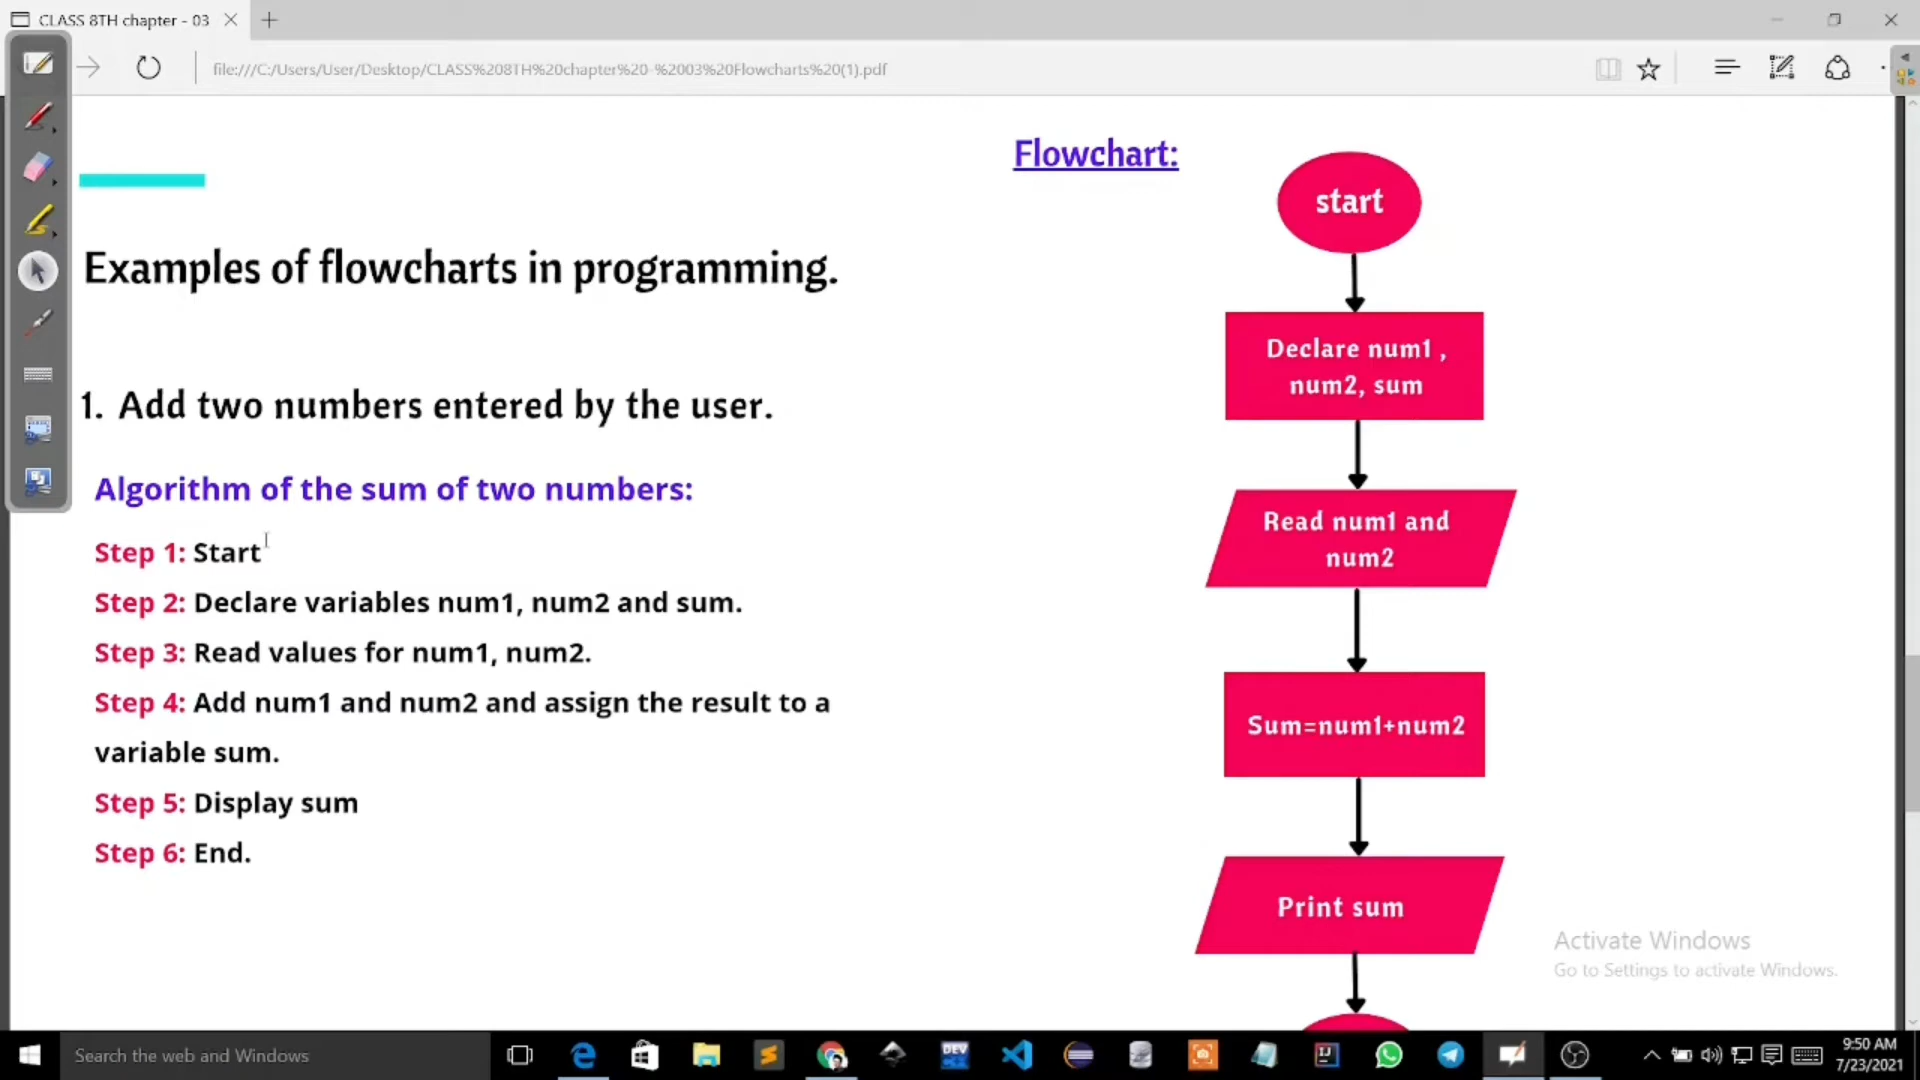 CLASS 8TH chapter - 03
file:///C:/Users/User/Desktop/CLASS%208TH%20chapter%20-%2003%20Flowcharts%20(1).pdf
Examples of flowcharts in programming.
1. Add two numbers entered by the user.
Algorithm of the sum of two numbers:
Step 1: Start
Step 2: Declare variables num1, num2 and sum.
Step 3: Read values for num1, num2.
Step 4: Add num1 and num2 and assign the result to a
variable sum.
Step 5: Display sum
Step 6: End.
Flowchart:
start
Declare num1 ,
num2, sum
Read num1 and
num2
Sum=num1+num2
Print sum
Activate Windows
Go to Settings to activate Windows.
Search the web and Windows
DEV
9:50 AM
7/23/2021